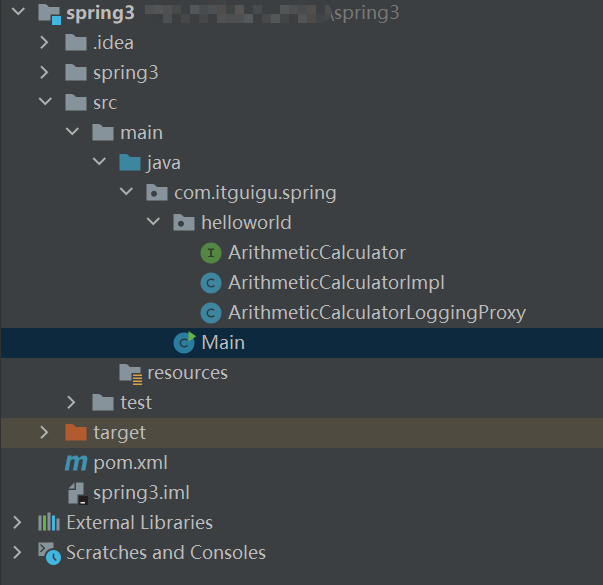 spring3 \spring3
.idea
spring3
src
main
java
com.itguigu.spring
helloworld
I ArithmeticCalculator
C ArithmeticCalculatorImpl
C ArithmeticCalculatorLoggingProxy
C Main
resources
test
target
m pom.xml
spring3.iml
External Libraries
Scratches and Consoles